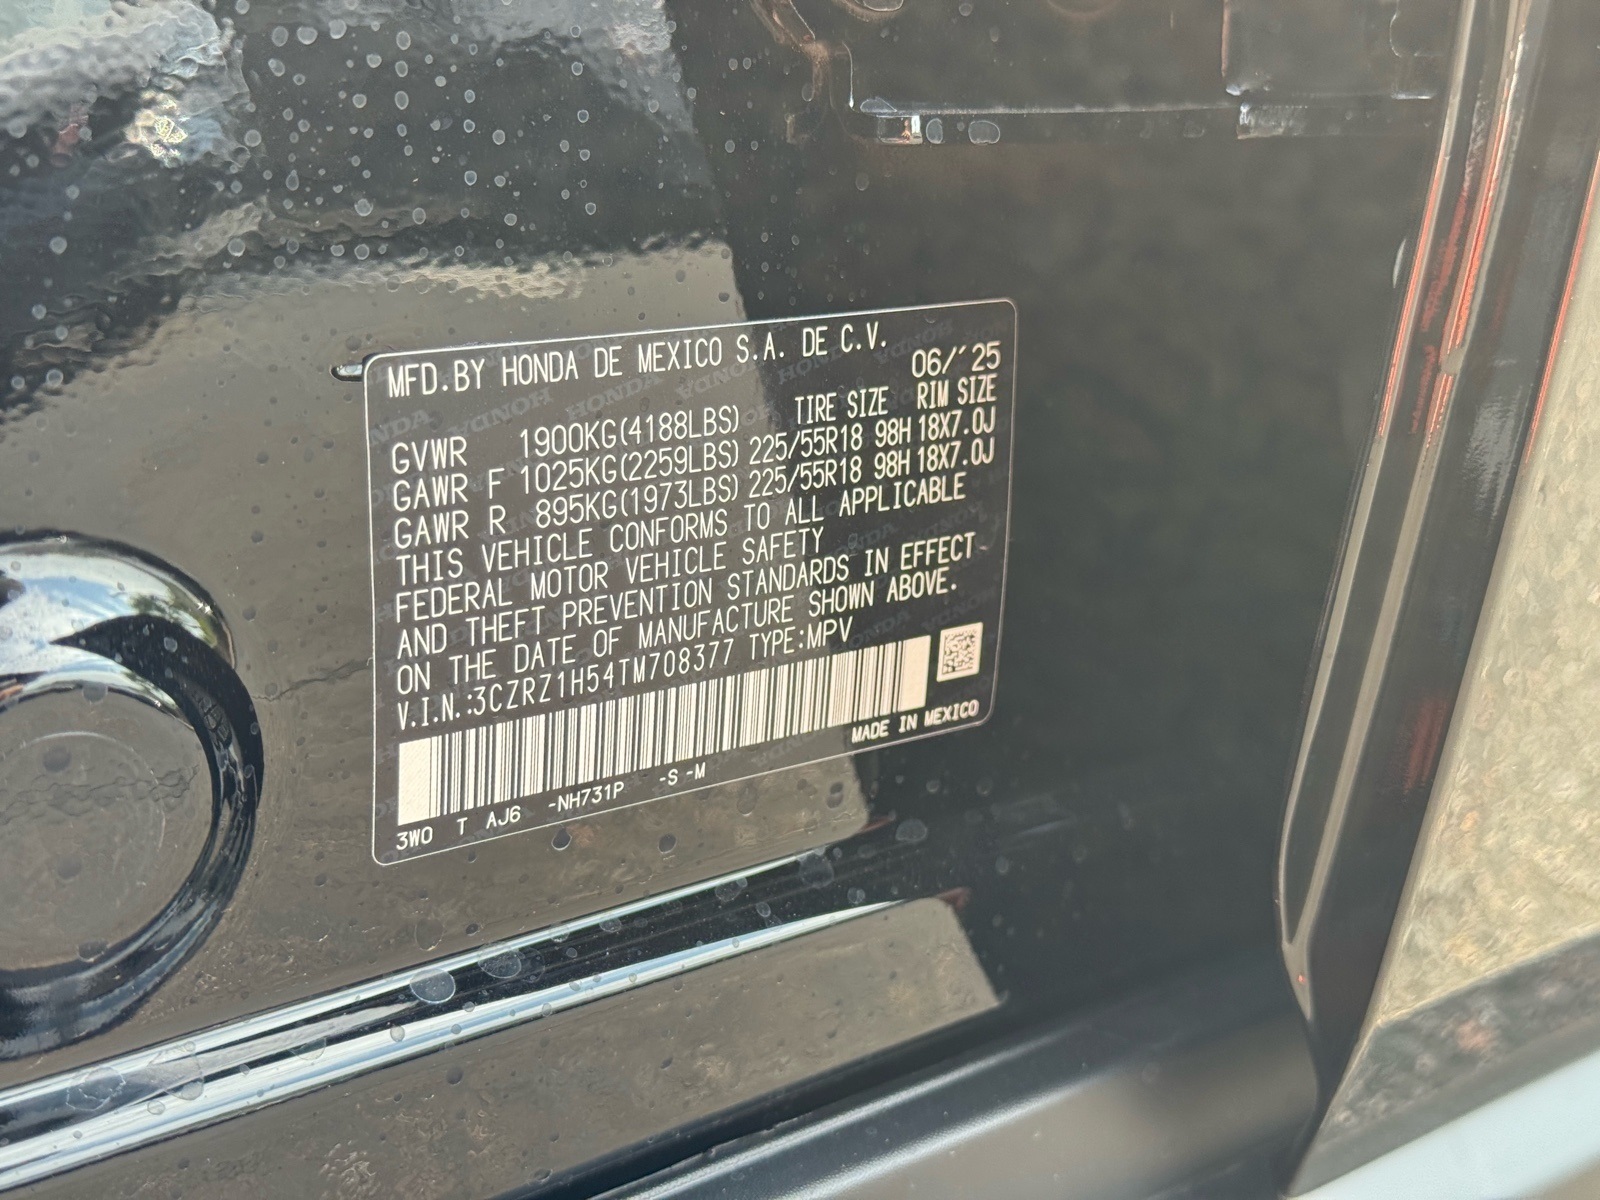 MFD.BY HONDA DE MEXICO S.A. DE C.V.
06/'25
TIRE SIZE RIM SIZE
GVWR 1900KG(4188LBS)
GAWR F 1025KG(2259LBS) 225/55R18 98H 18X7.0J
GAWR R 895KG(1973LBS) 225/55R18 98H 18X7.0J
THIS VEHICLE CONFORMS TO ALL APPLICABLE
FEDERAL MOTOR VEHICLE SAFETY
AND THEFT PREVENTION STANDARDS IN EFFECT
ON THE DATE OF MANUFACTURE SHOWN ABOVE.
V.I.N.:3CZRZ1H54TM708377 TYPE:MPV
MADE IN MEXICO
3WO T AJ6 -NH731P -S -M